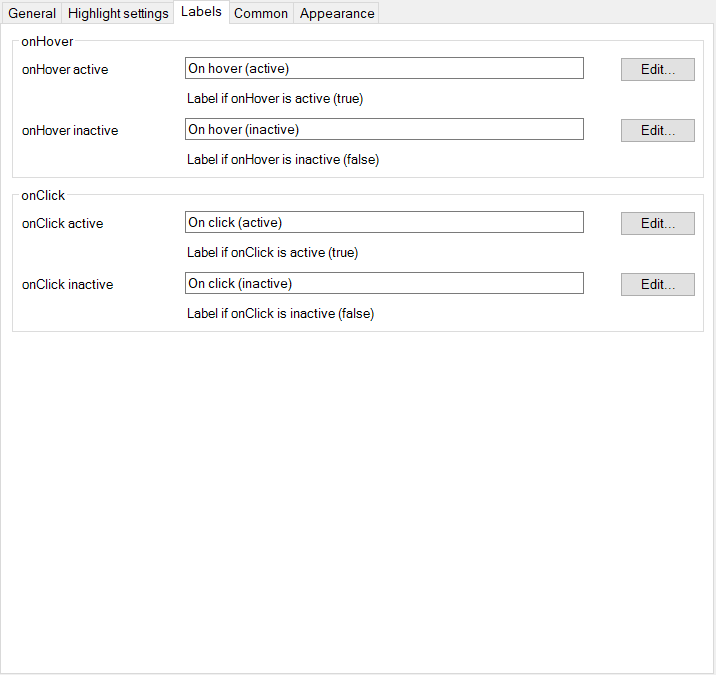 General Highlight settings Labels Common Appearance
onHover
onHover active On hover (active) Edit...
Label if onHover is active (true)
onHover inactive On hover (inactive) Edit...
Label if onHover is inactive (false)
onClick
onClick active On click (active) Edit...
Label if onClick is active (true)
onClick inactive On click (inactive) Edit...
Label if onClick is inactive (false)